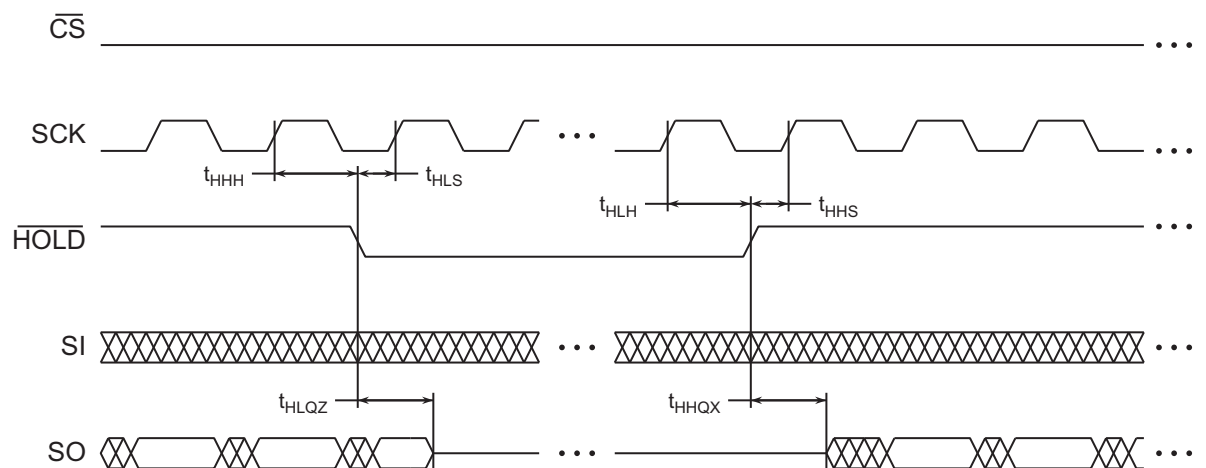 CS
SCK
tHHH
tHLS
tHLH
tHHS
HOLD
SI
tHLQZ
tHHQX
SO